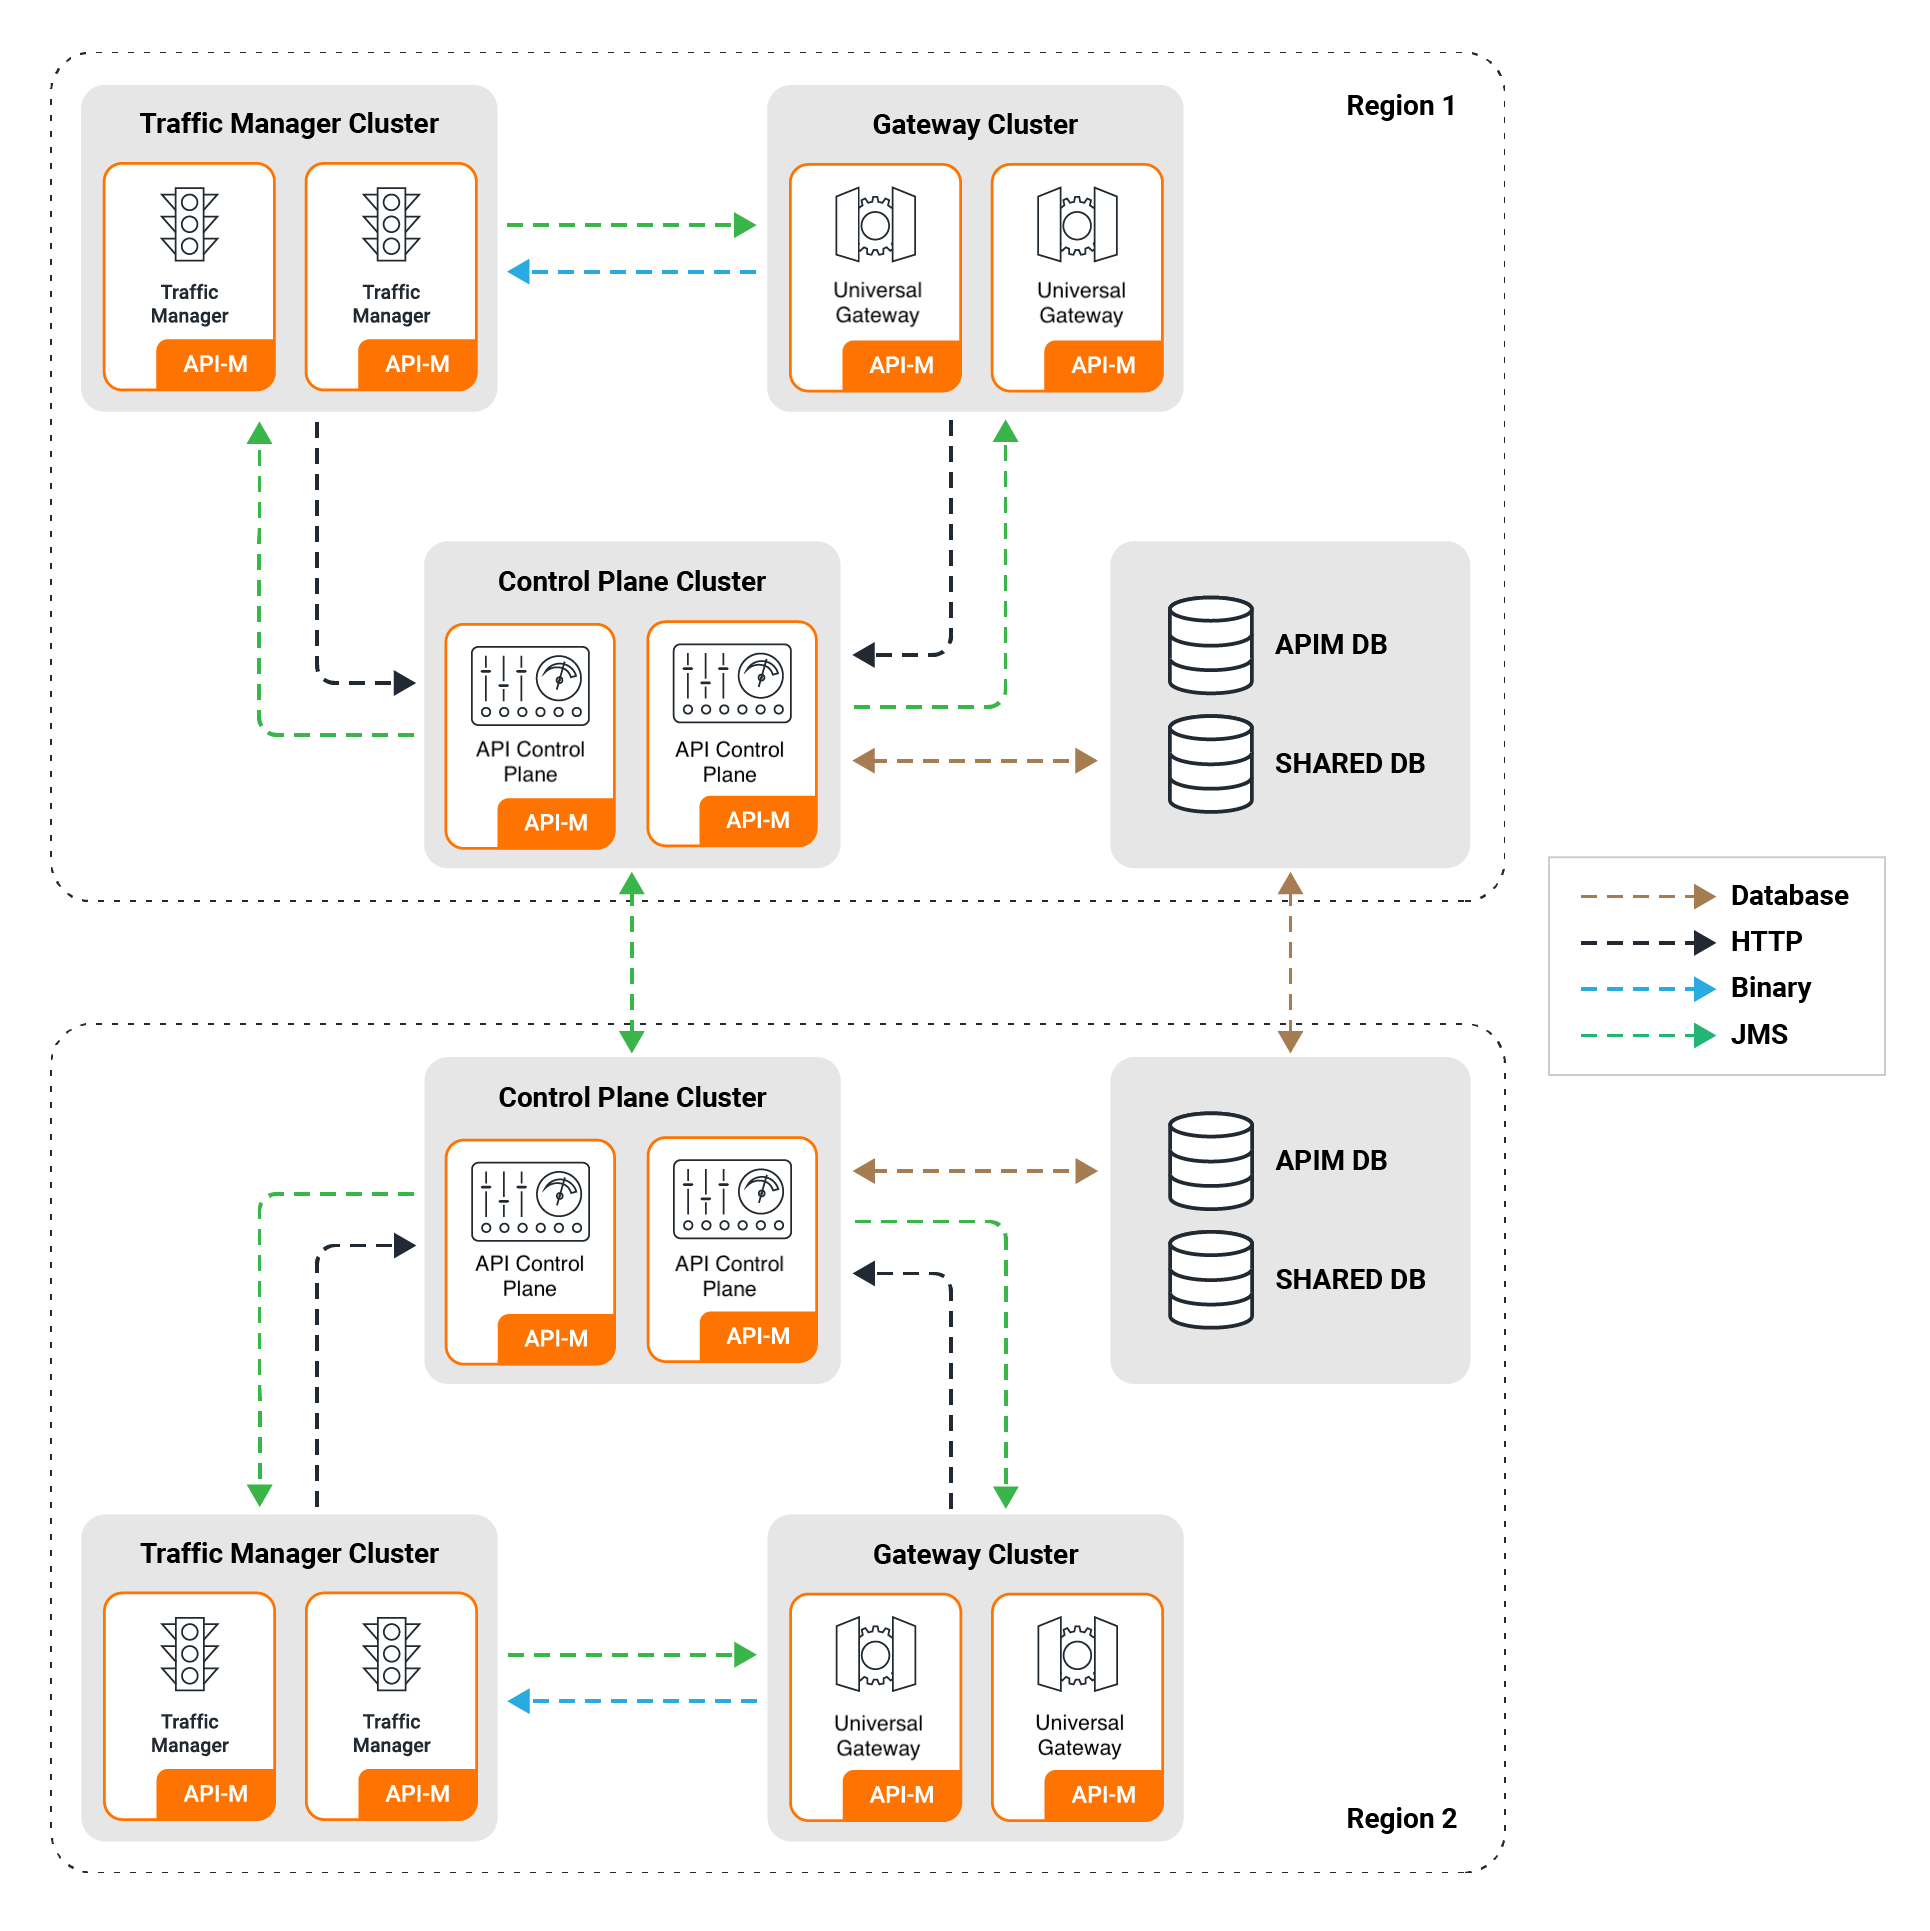 Region 1
Traffic Manager Cluster
Traffic
Manager
API-M
Traffic
Manager
API-M
Gateway Cluster
Universal
Gateway
API-M
Universal
Gateway
API-M
Control Plane Cluster
API Control
Plane
API-M
API Control
Plane
API-M
APIM DB
SHARED DB
Database
HTTP
Binary
JMS
Control Plane Cluster
API Control
Plane
API-M
API Control
Plane
API-M
APIM DB
SHARED DB
Traffic Manager Cluster
Traffic
Manager
API-M
Traffic
Manager
API-M
Gateway Cluster
Universal
Gateway
API-M
Universal
Gateway
API-M
Region 2